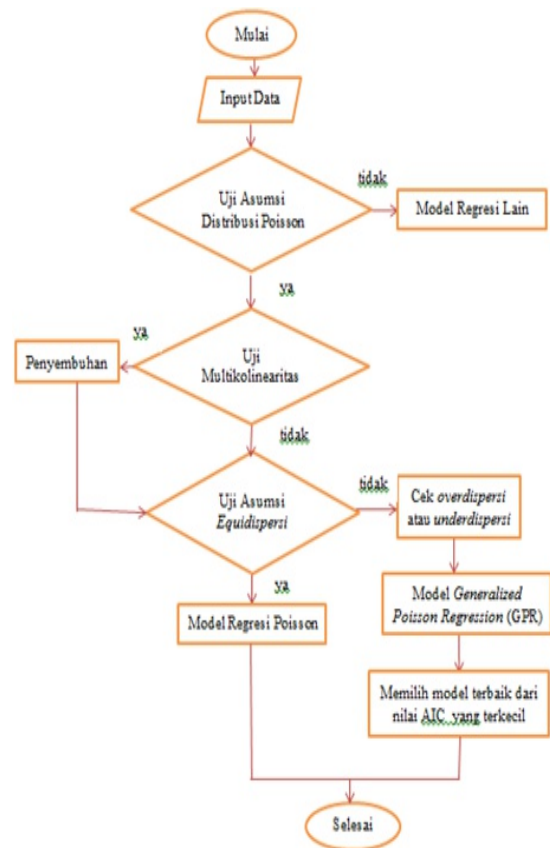 Mulai
Input Data
Uji Asumsi
Distribusi Poisson
tidak
Model Regresi Lain
ya
ya
Penyembuhan
Uji
Multikolinearitas
tidak
Uji Asumsi
Equidispersi
tidak
Cek overdispersi
atau underdispersi
ya
Model Regresi Poisson
Model Generalized
Poisson Regression (GPR)
Memilih model terbaik dari
nilai AIC yang terkecil
Selesai